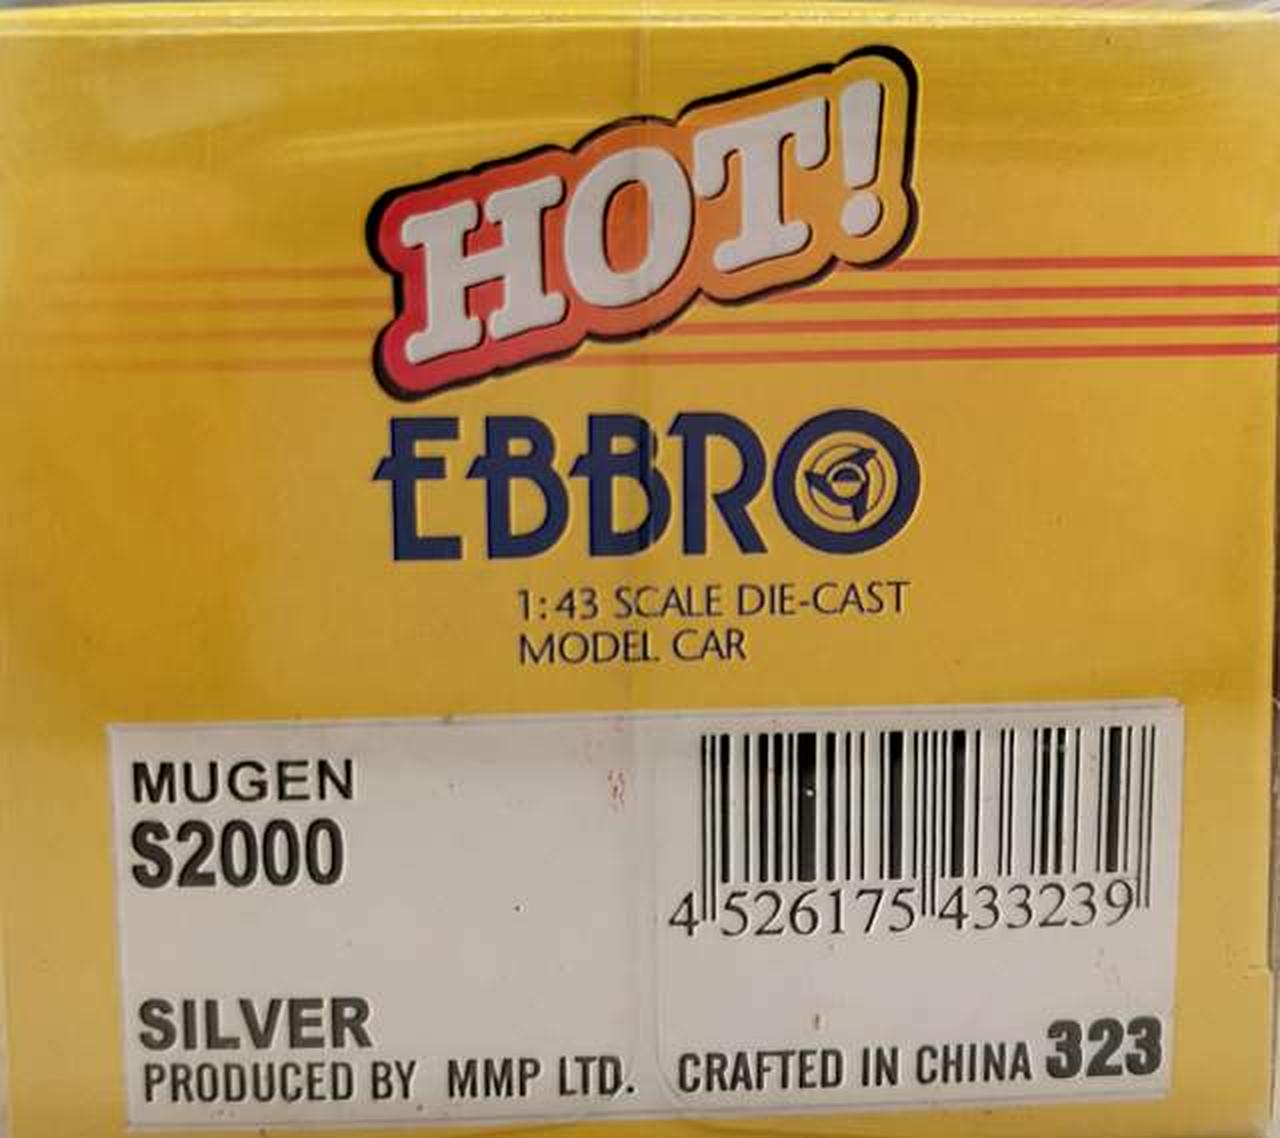 HOT!
EBBRO
1:43 SCALE DIE-CAST
MODEL CAR
MUGEN
S2000
4 526175 433239
SILVER
PRODUCED BY MMP LTD. CRAFTED IN CHINA 323